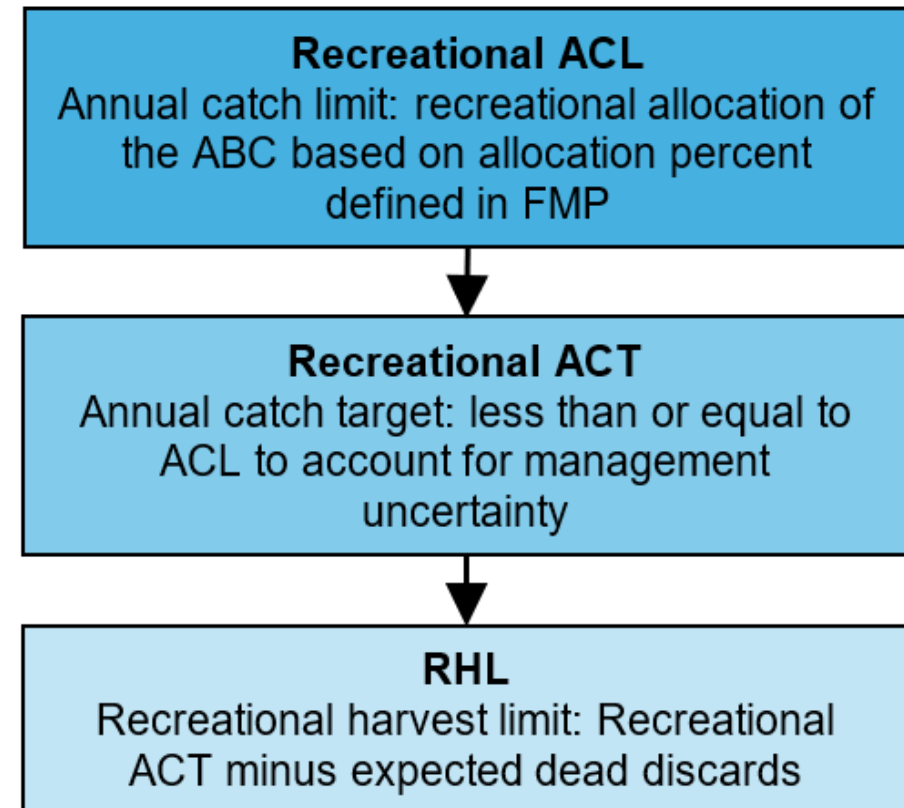 Recreational ACL
Annual catch limit: recreational allocation of
the ABC based on allocation percent
defined in FMP
Recreational ACT
Annual catch target: less than or equal to
ACL to account for management
uncertainty
RHL
Recreational harvest limit: Recreational
ACT minus expected dead discards